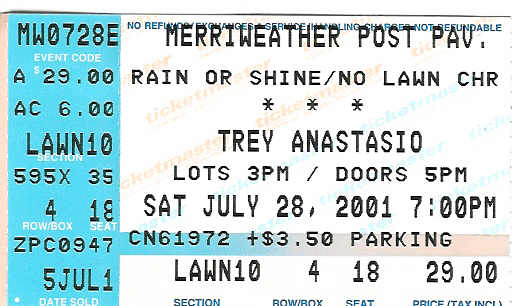 NO REFUNDS/EXCHANGES A SERVICE/HANDLING CHARGES NOT REFUNDABLE
MW0728E
MERRIWEATHER POST PAV.
EVENT CODE
$
A 29.00
RAIN OR SHINE/NO LAWN CHR
AC 6.00
* * *
LAWN10
TREY ANASTASIO
SECTION
595X 35
LOTS 3PM / DOORS 5PM
4 18
SAT JULY 28, 2001 7:00PM
ROW/BOX SEAT
ZPC0947
CN61972 +$3.50 PARKING
5JUL1
LAWN10 4 18 29.00
DATE SOLD
SECTION ROW/BOX SEAT PRICE (TAX INCL)
ticketmaster